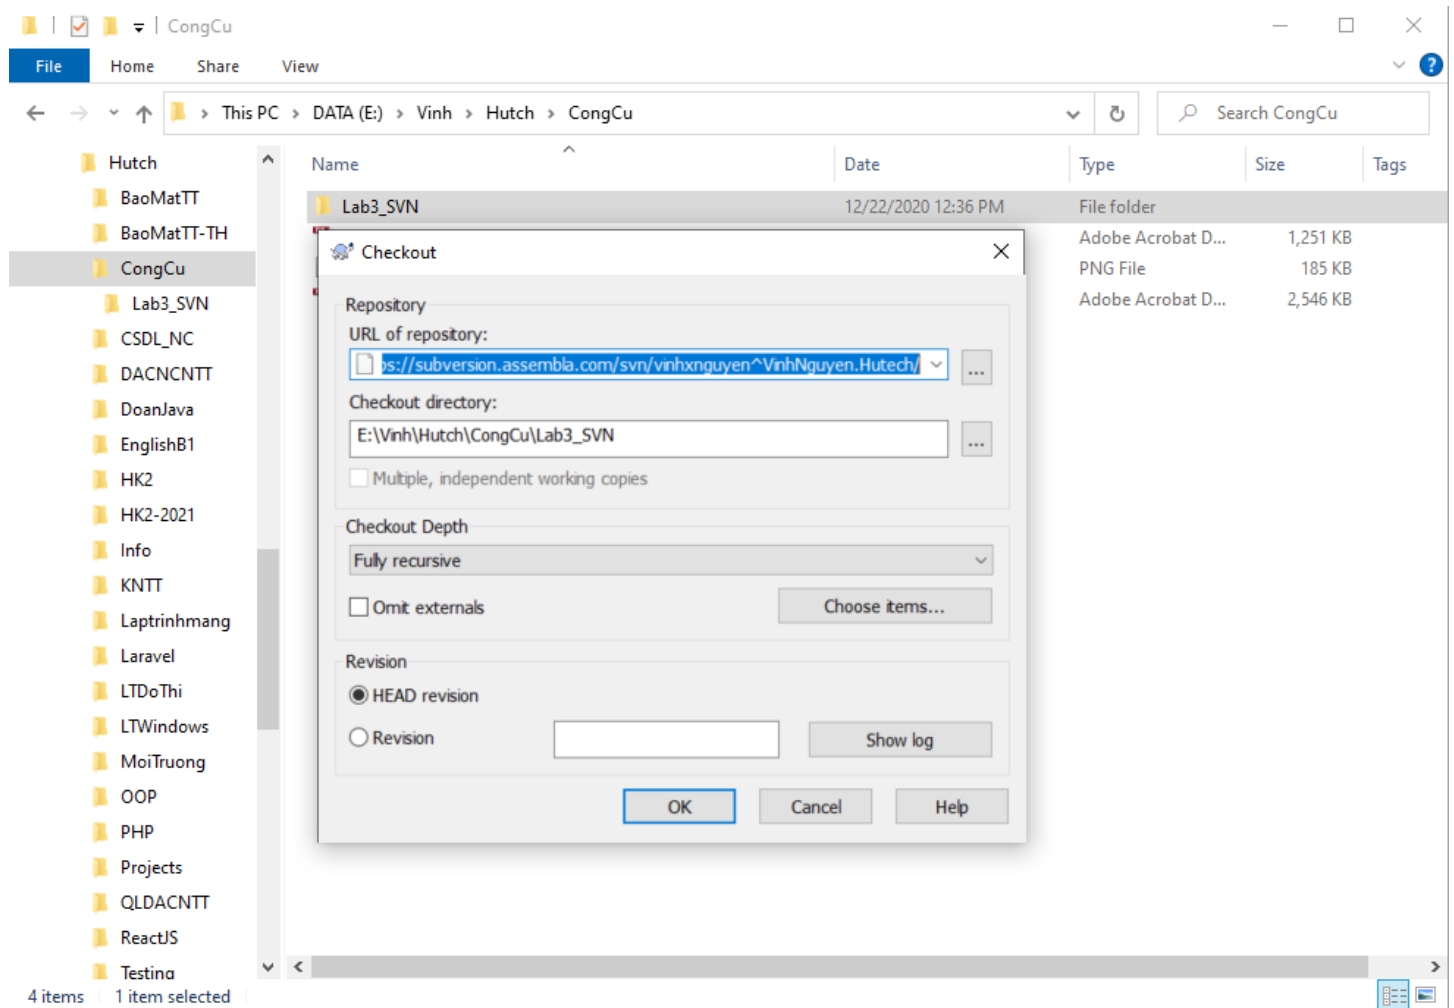 CongCu
File Home Share View
This PC > DATA (E:) > Vinh > Hutch > CongCu
Search CongCu
Name Date Type Size Tags
Hutch
BaoMatTT
BaoMatTT-TH
CongCu
Lab3_SVN
CSDL_NC
DACNCNTT
DoanJava
EnglishB1
HK2
HK2-2021
Info
KNTT
Laptrinhmang
Laravel
LTDoThi
LTWindows
MoiTruong
OOP
PHP
Projects
QLDACNTT
ReactJS
Testing
Lab3_SVN 12/22/2020 12:36 PM File folder
Adobe Acrobat D... 1,251 KB
PNG File 185 KB
Adobe Acrobat D... 2,546 KB
Checkout
Repository
URL of repository:
ps://subversion.assembla.com/svn/vinhxnguyen^VinhNguyen.Hutech/
...
Checkout directory:
E:\Vinh\Hutch\CongCu\Lab3_SVN
...
Multiple, independent working copies
Checkout Depth
Fully recursive
Omit externals
Choose items...
Revision
HEAD revision
Revision
Show log
OK Cancel Help
4 items 1 item selected